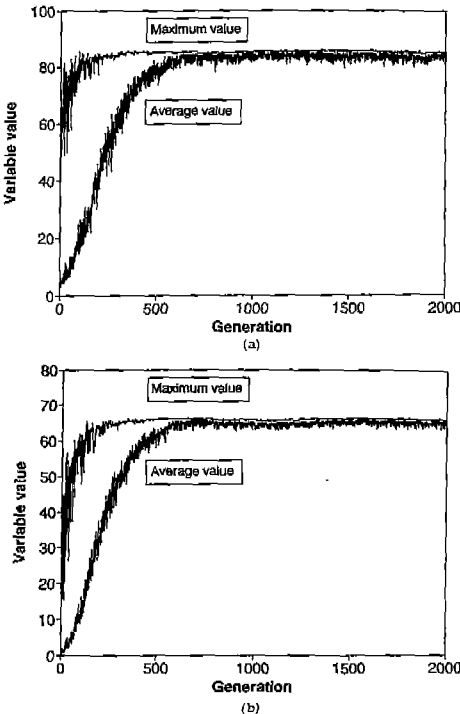 100
Maximum value
80
Average value
60
Variable value
40
20
0
0 500 1000 1500 2000
Generation
(a)
80
Maximum value
70
60
Average value
50
Variable value
40
30
20
10
0
0 500 1000 1500 2000
Generation
(b)